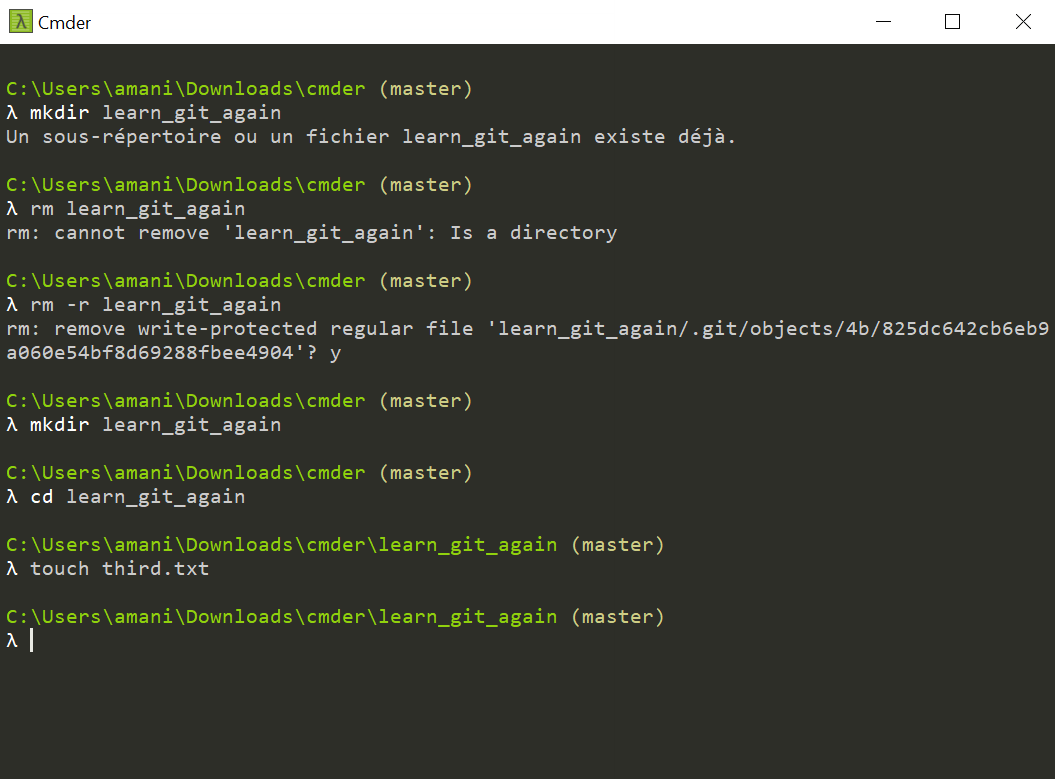 Cmder
C:\Users\amani\Downloads\cmder (master)
λ mkdir learn_git_again
Un sous-répertoire ou un fichier learn_git_again existe déjà.
C:\Users\amani\Downloads\cmder (master)
λ rm learn_git_again
rm: cannot remove 'learn_git_again': Is a directory
C:\Users\amani\Downloads\cmder (master)
λ rm -r learn_git_again
rm: remove write-protected regular file 'learn_git_again/.git/objects/4b/825dc642cb6eb9
a060e54bf8d69288fbee4904'? y
C:\Users\amani\Downloads\cmder (master)
λ mkdir learn_git_again
C:\Users\amani\Downloads\cmder (master)
λ cd learn_git_again
C:\Users\amani\Downloads\cmder\learn_git_again (master)
λ touch third.txt
C:\Users\amani\Downloads\cmder\learn_git_again (master)
λ